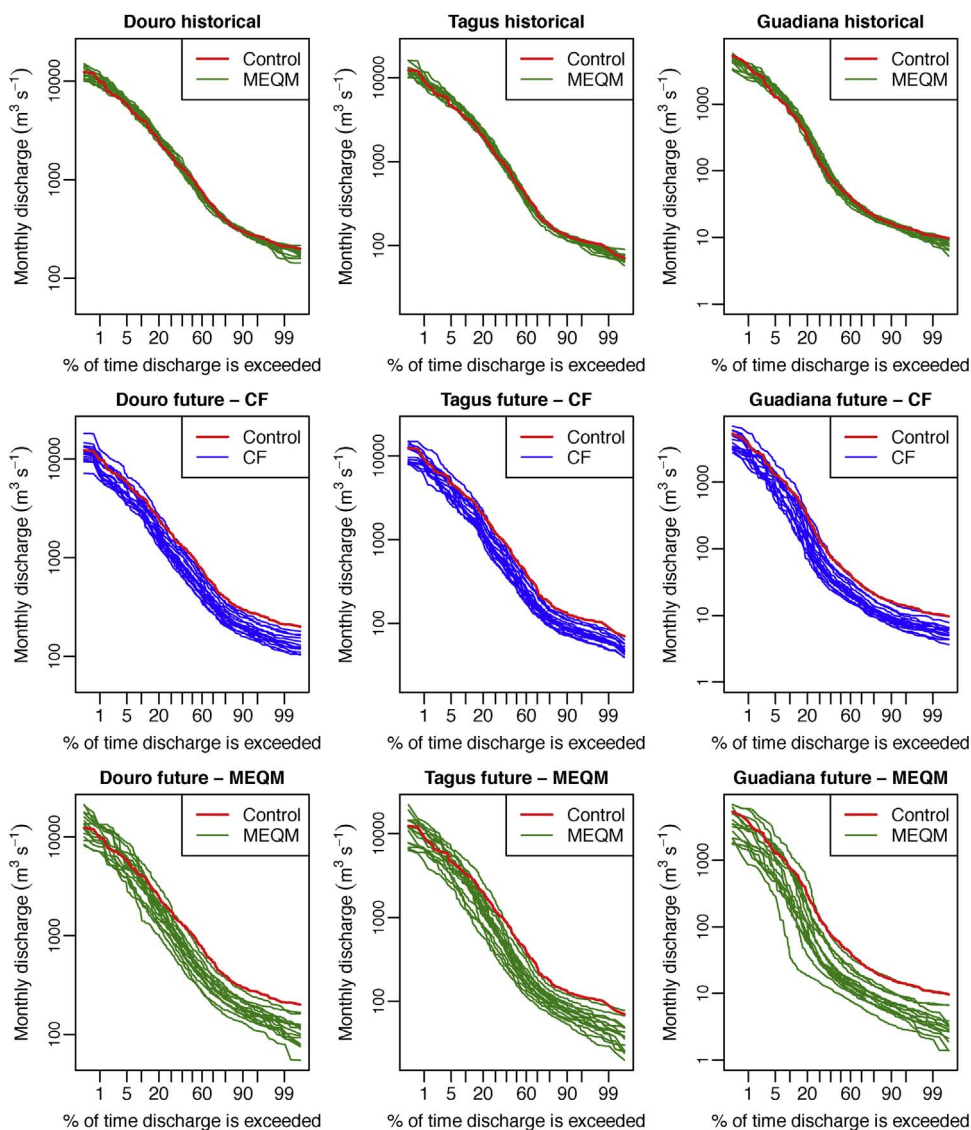 Douro historical
Monthly discharge (m³ s⁻¹)
10000
1000
100
Control
MEQM
1 5 20 60 90 99
% of time discharge is exceeded
Tagus historical
Monthly discharge (m³ s⁻¹)
10000
1000
100
Control
MEQM
1 5 20 60 90 99
% of time discharge is exceeded
Guadiana historical
Monthly discharge (m³ s⁻¹)
1000
100
10
1
Control
MEQM
1 5 20 60 90 99
% of time discharge is exceeded
Douro future – CF
Monthly discharge (m³ s⁻¹)
10000
1000
100
Control
CF
1 5 20 60 90 99
% of time discharge is exceeded
Tagus future – CF
Monthly discharge (m³ s⁻¹)
10000
1000
100
Control
CF
1 5 20 60 90 99
% of time discharge is exceeded
Guadiana future – CF
Monthly discharge (m³ s⁻¹)
1000
100
10
1
Control
CF
1 5 20 60 90 99
% of time discharge is exceeded
Douro future – MEQM
Monthly discharge (m³ s⁻¹)
10000
1000
100
Control
MEQM
1 5 20 60 90 99
% of time discharge is exceeded
Tagus future – MEQM
Monthly discharge (m³ s⁻¹)
10000
1000
100
Control
MEQM
1 5 20 60 90 99
% of time discharge is exceeded
Guadiana future – MEQM
Monthly discharge (m³ s⁻¹)
1000
100
10
1
Control
MEQM
1 5 20 60 90 99
% of time discharge is exceeded